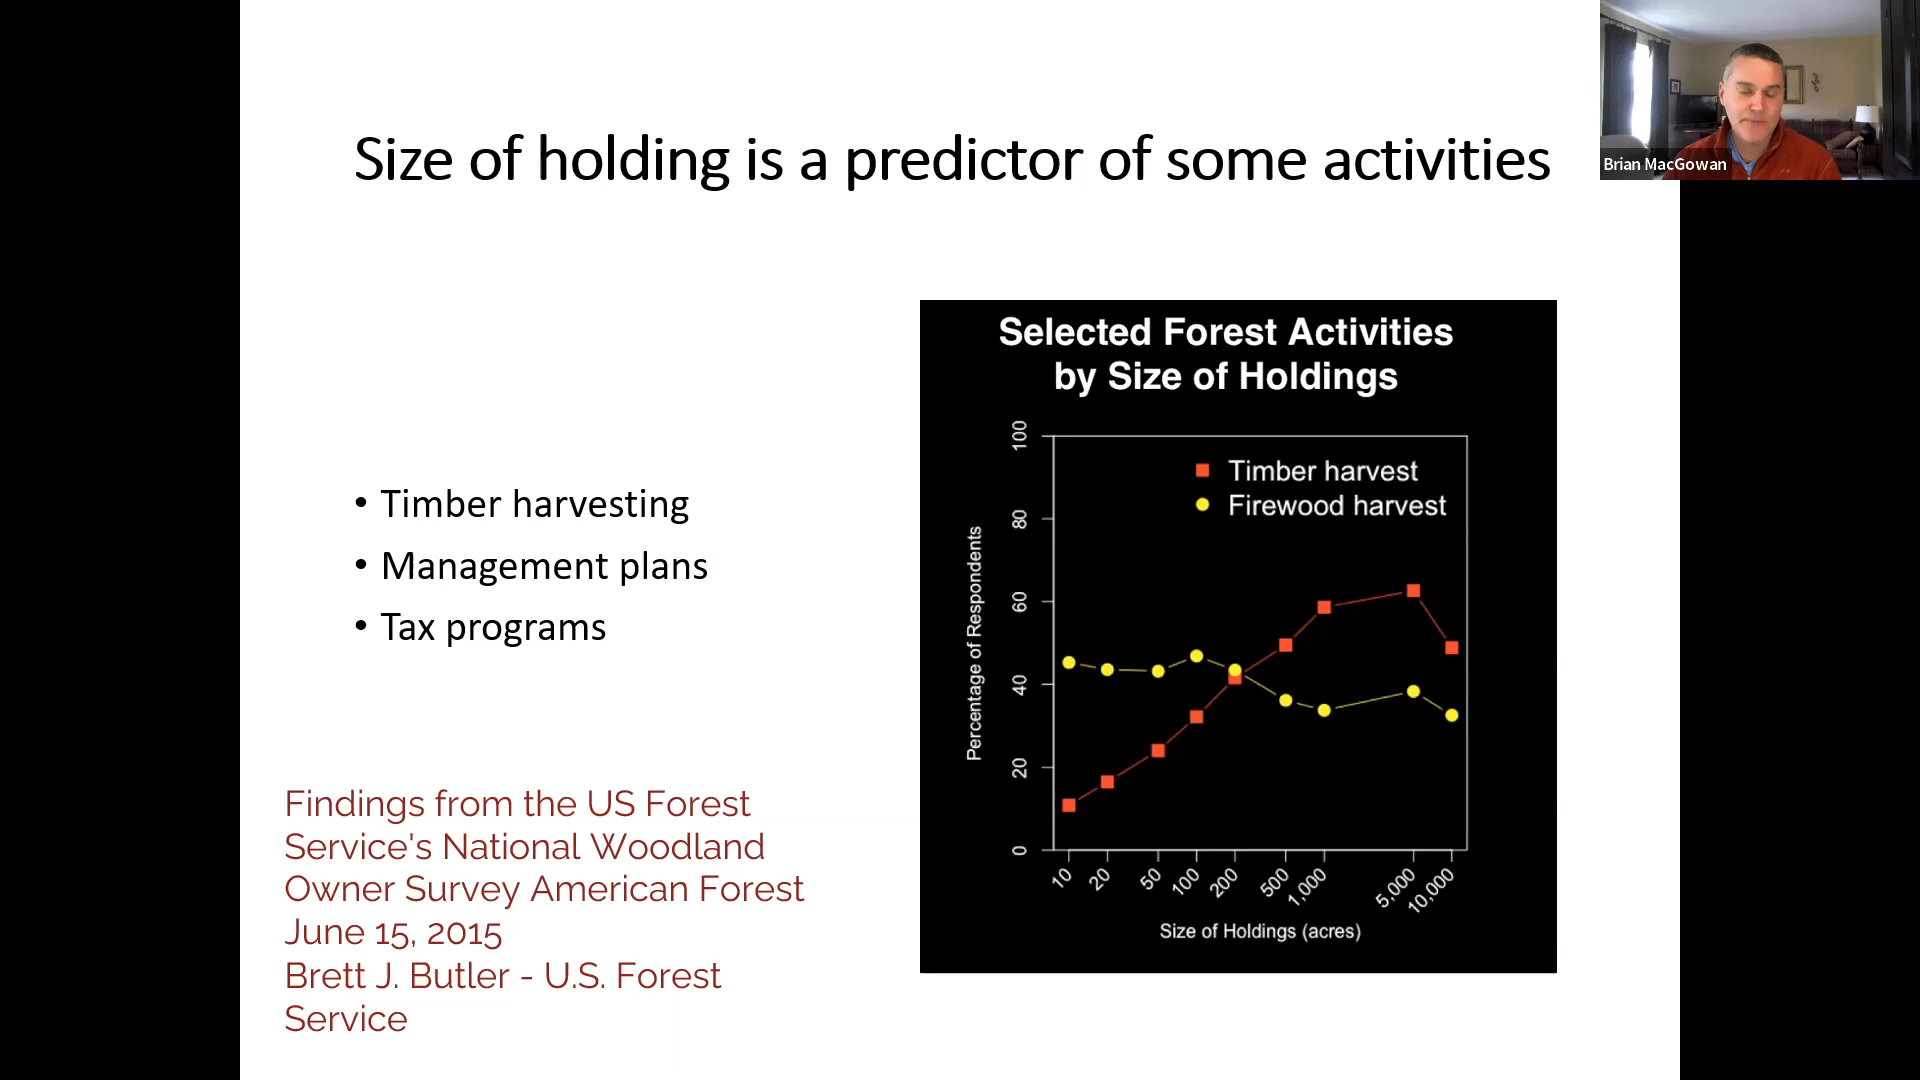 Brian MacGowan
Size of holding is a predictor of some activities
• Timber harvesting
• Management plans
• Tax programs
Findings from the US Forest
Service's National Woodland
Owner Survey American Forest
June 15, 2015
Brett J. Butler - U.S. Forest
Service
Selected Forest Activities
by Size of Holdings
Timber harvest
Firewood harvest
Percentage of Respondents
100
80
60
40
20
0
10 20 50 100 200 500 1,000 5,000 10,000
Size of Holdings (acres)